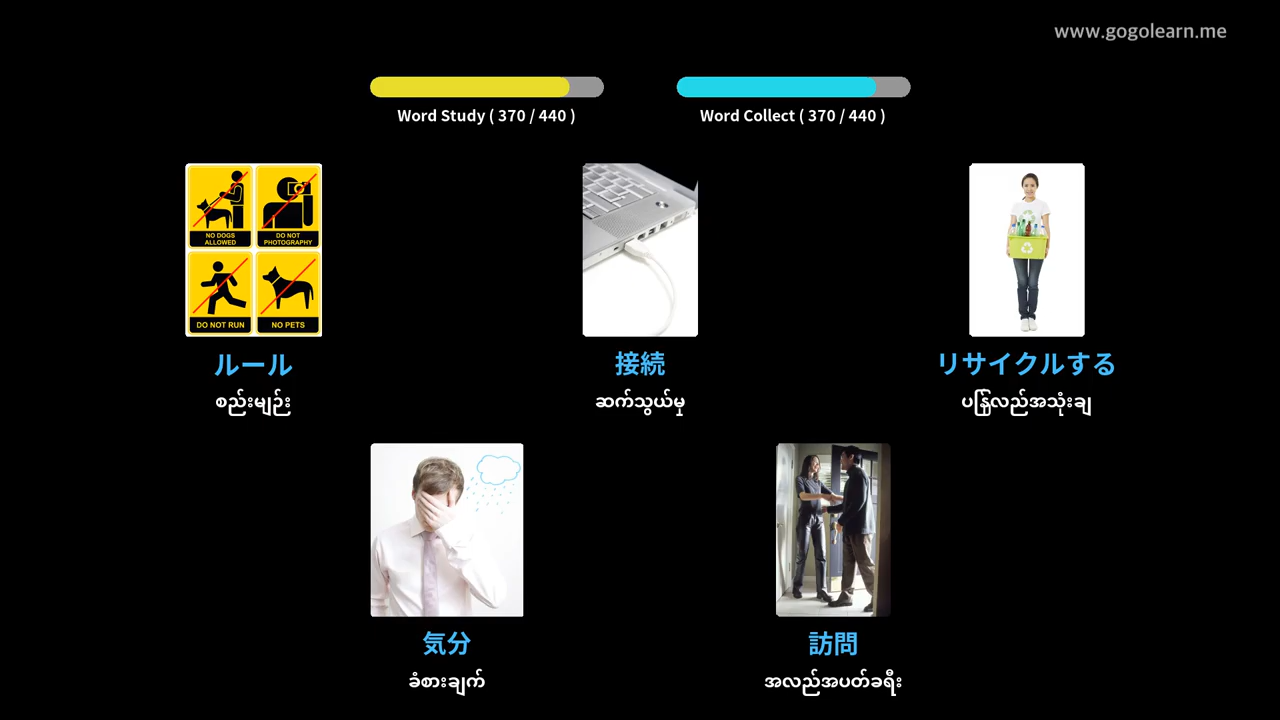 www.gogolearn.me
Word Study ( 370 / 440 )
Word Collect ( 370 / 440 )
NO DOGS
ALLOWED
DO NOT
PHOTOGRAPHY
DO NOT RUN
NO PETS
ルール
စည်းမျဉ်း
接続
ဆက်သွယ်မှု
リサイクルする
ပြန်လည်အသုံးချ
気分
ခံစားချက်
訪問
အလည်အပတ်ခရီး